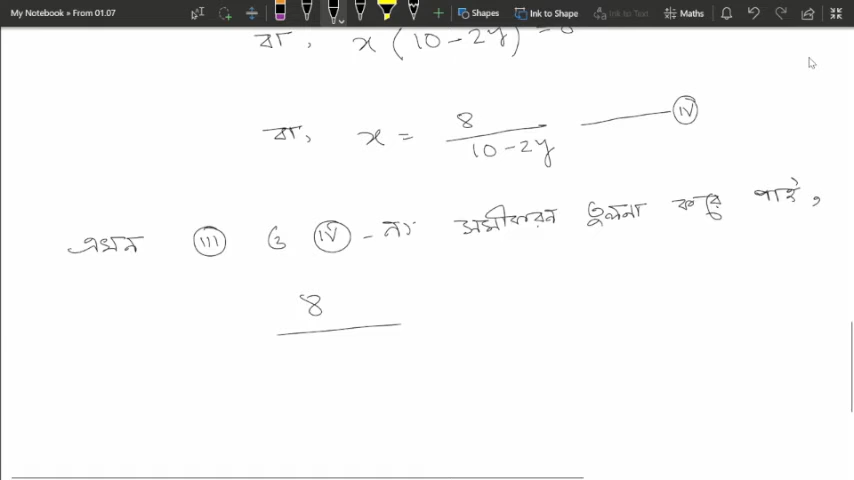 My Notebook » From 01.07
Shapes Ink to Shape Ink to Text Maths
বা, x (10-2y) = 8
বা, x = 8/(10-2y) ——— (IV)
এখন (III) ও (IV) - নং সমীকরন তুলনা করে পাই,
8